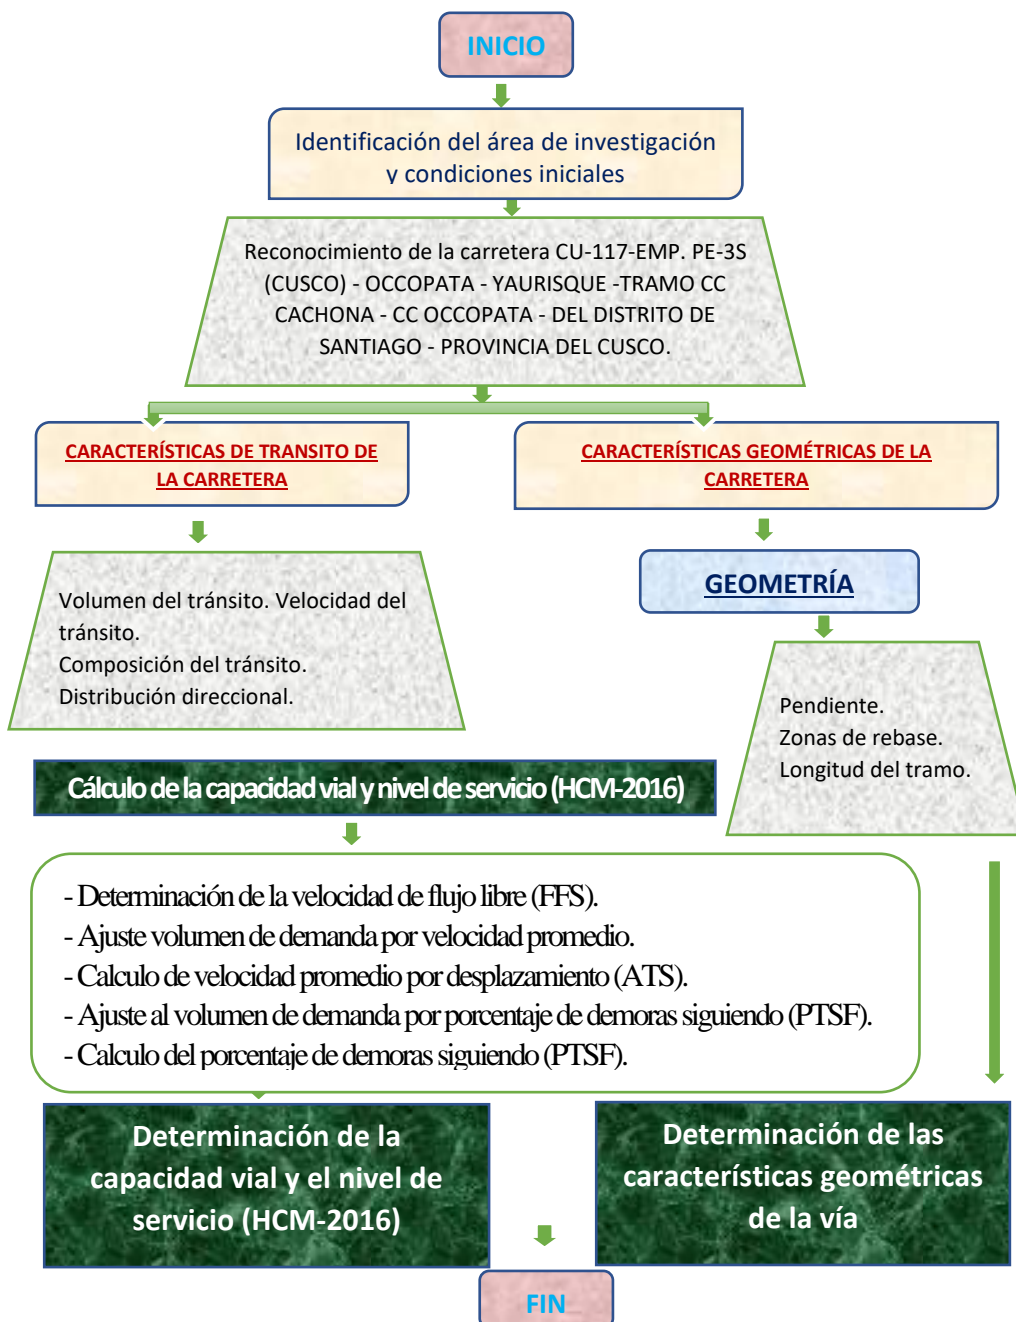 INICIO
Identificación del área de investigación
y condiciones iniciales
Reconocimiento de la carretera CU-117-EMP. PE-3S
(CUSCO) - OCCOPATA - YAURISQUE -TRAMO CC
CACHONA - CC OCCOPATA - DEL DISTRITO DE
SANTIAGO - PROVINCIA DEL CUSCO.
CARACTERÍSTICAS DE TRANSITO DE
LA CARRETERA
CARACTERÍSTICAS GEOMÉTRICAS DE LA
CARRETERA
Volumen del tránsito. Velocidad del
tránsito.
Composición del tránsito.
Distribución direccional.
GEOMETRÍA
Pendiente.
Zonas de rebase.
Longitud del tramo.
Cálculo de la capacidad vial y nivel de servicio (HCM-2016)
- Determinación de la velocidad de flujo libre (FFS).
- Ajuste volumen de demanda por velocidad promedio.
- Calculo de velocidad promedio por desplazamiento (ATS).
- Ajuste al volumen de demanda por porcentaje de demoras siguiendo (PTSF).
- Calculo del porcentaje de demoras siguiendo (PTSF).
Determinación de la
capacidad vial y el nivel de
servicio (HCM-2016)
Determinación de las
características geométricas
de la vía
FIN